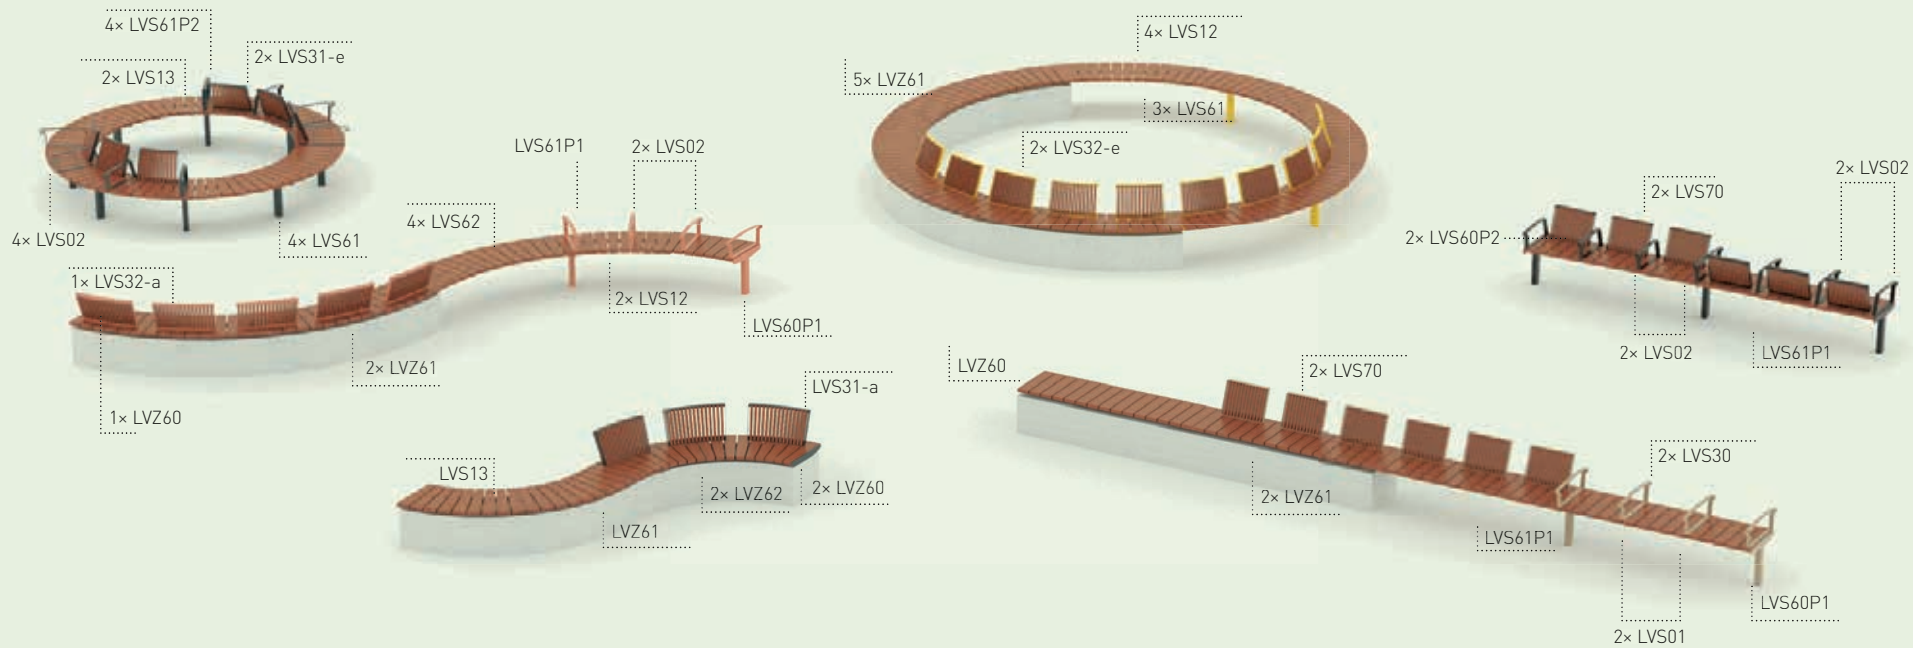 4× LVS61P2
2× LVS31-e
2× LVS13
4× LVS02
4× LVS61
LVS61P1
2× LVS02
4× LVS62
1× LVS32-a
2× LVS12
LVS60P1
2× LVZ61
1× LVZ60
4× LVS12
5× LVZ61
3× LVS61
2× LVS32-e
2× LVS02
2× LVS70
2× LVS60P2
2× LVS02
LVS61P1
LVS31-a
LVS13
2× LVZ62
2× LVZ60
LVZ61
LVZ60
2× LVS70
2× LVS30
2× LVZ61
LVS61P1
LVS60P1
2× LVS01